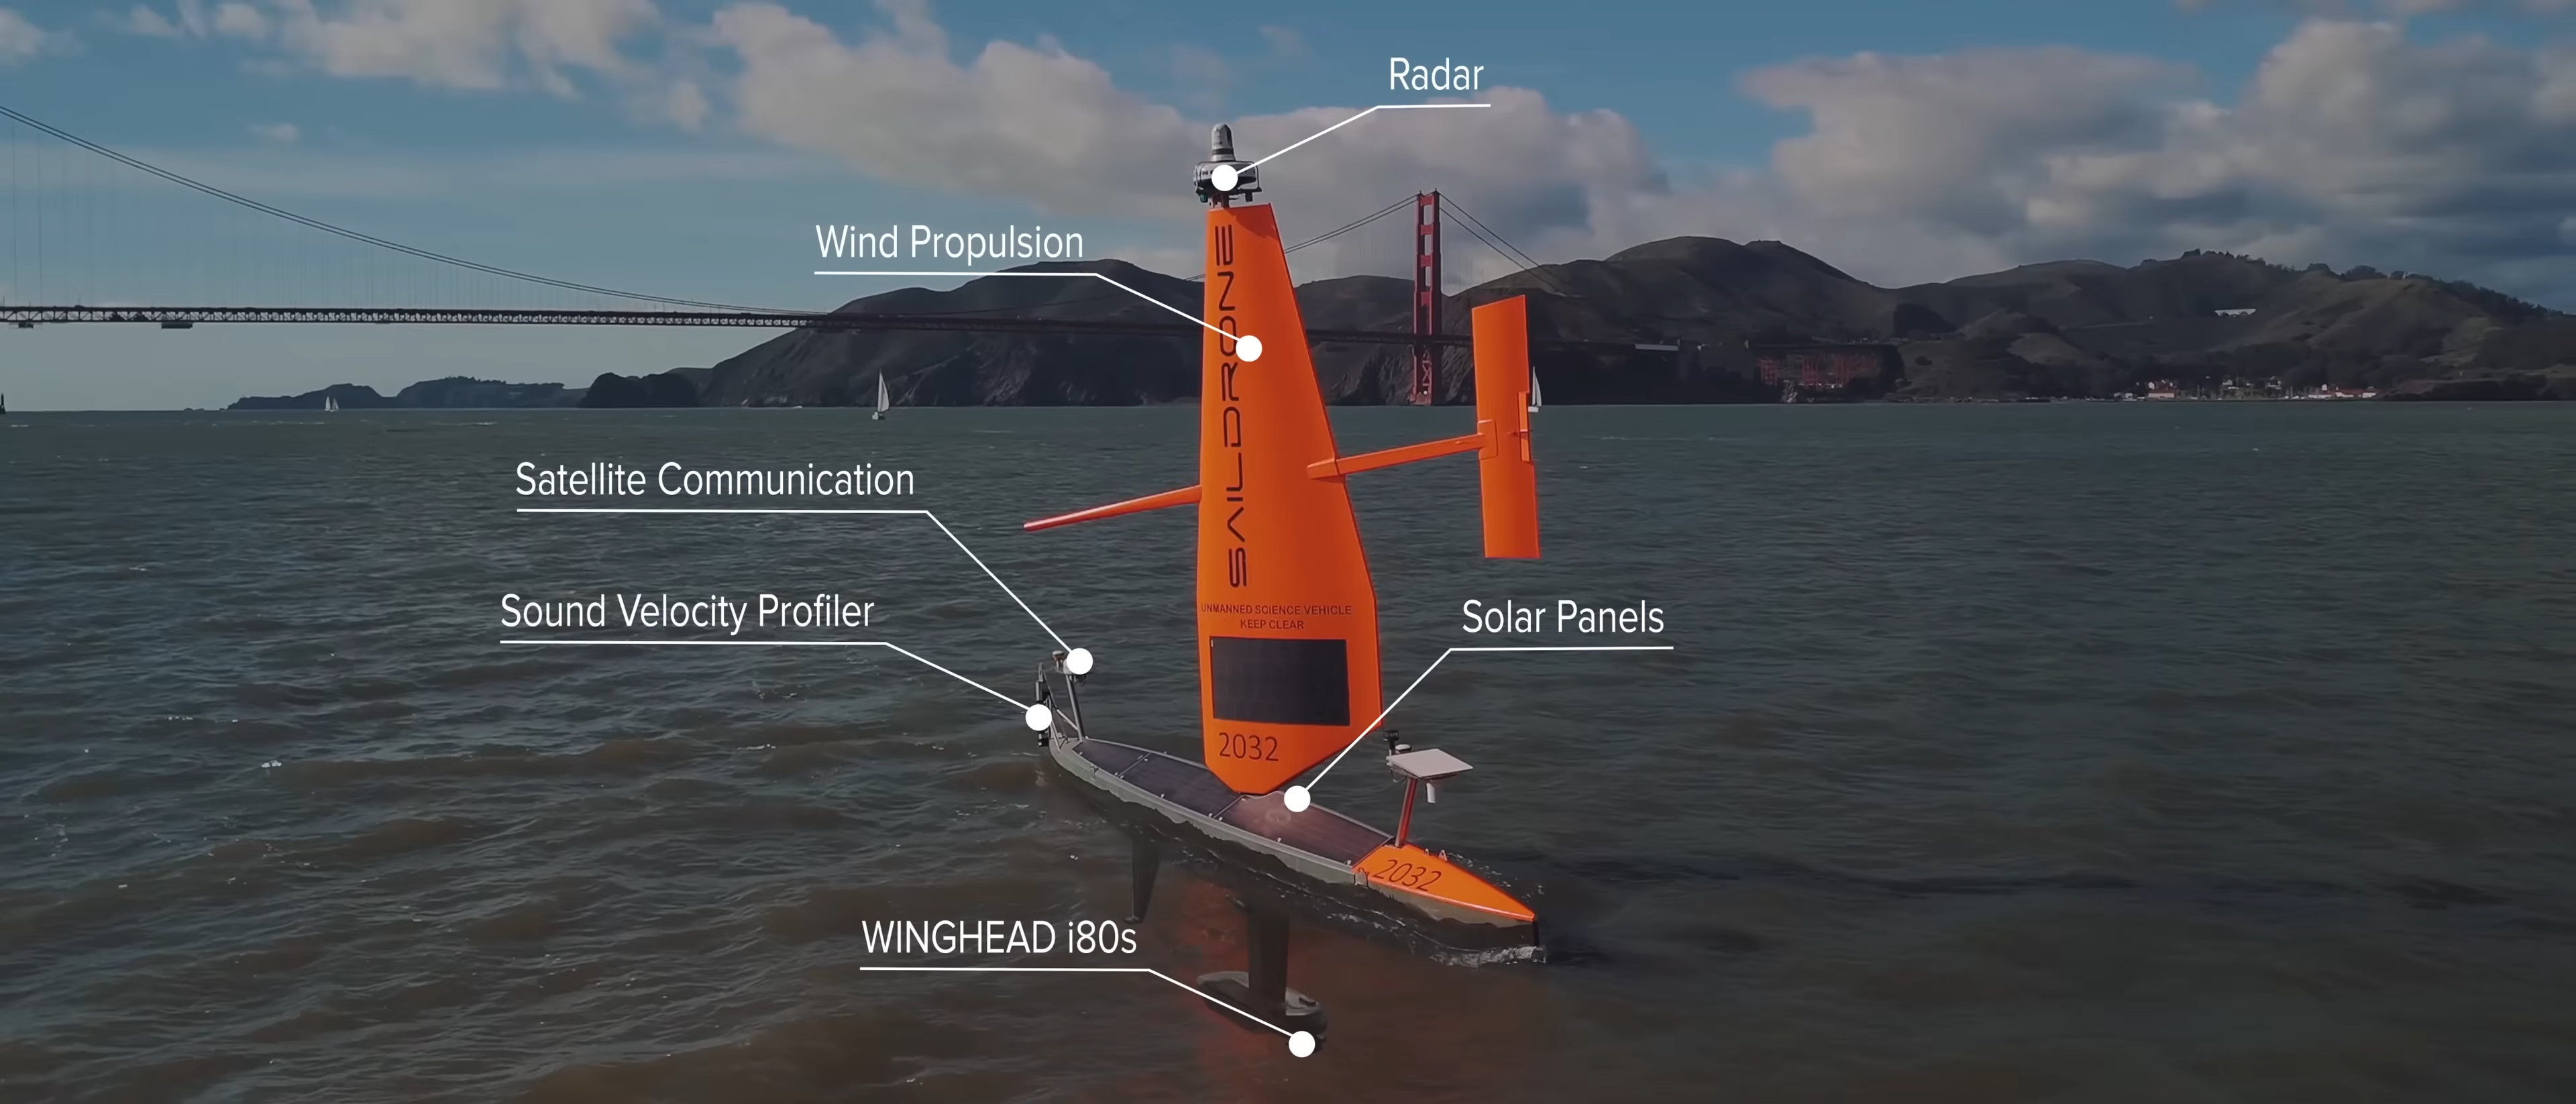 Radar
Wind Propulsion
SAILDRONE
Satellite Communication
Sound Velocity Profiler
UNMANNED SCIENCE VEHICLE
KEEP CLEAR
Solar Panels
2032
2032
WINGHEAD i80s